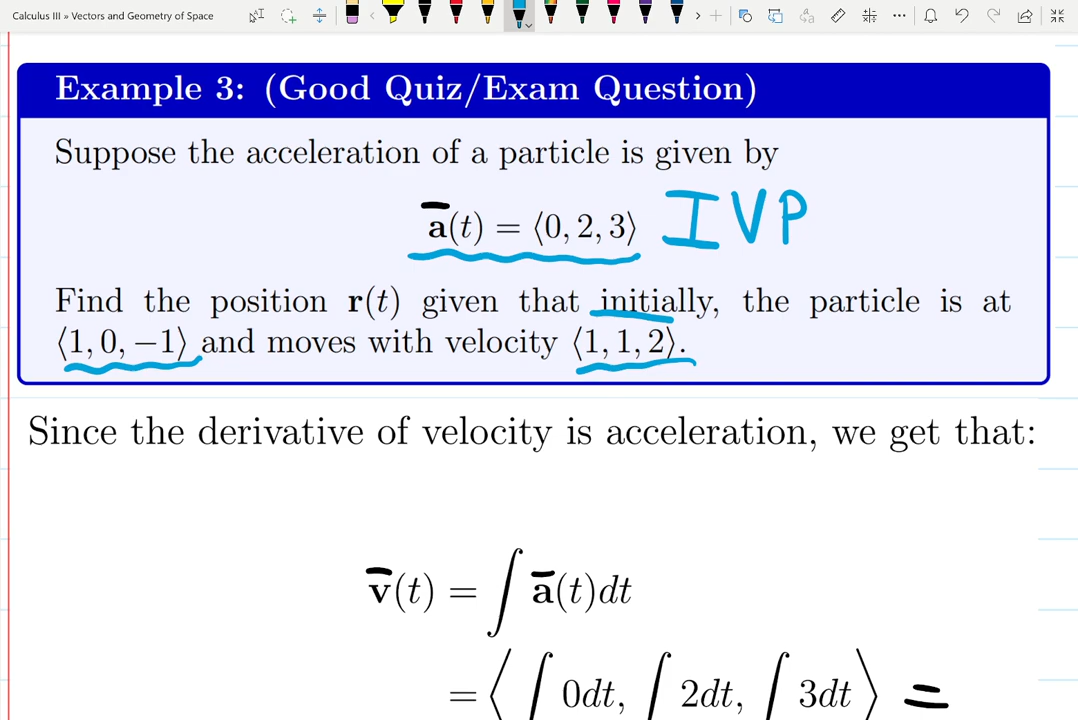 Calculus III » Vectors and Geometry of Space
Example 3: (Good Quiz/Exam Question)
Suppose the acceleration of a particle is given by
a(t) = ⟨0, 2, 3⟩ IVP
Find the position r(t) given that initially, the particle is at
⟨1, 0, −1⟩ and moves with velocity ⟨1, 1, 2⟩.
Since the derivative of velocity is acceleration, we get that:
v̄(t) = ∫ ā(t)dt
= ⟨∫ 0dt, ∫ 2dt, ∫ 3dt⟩ =